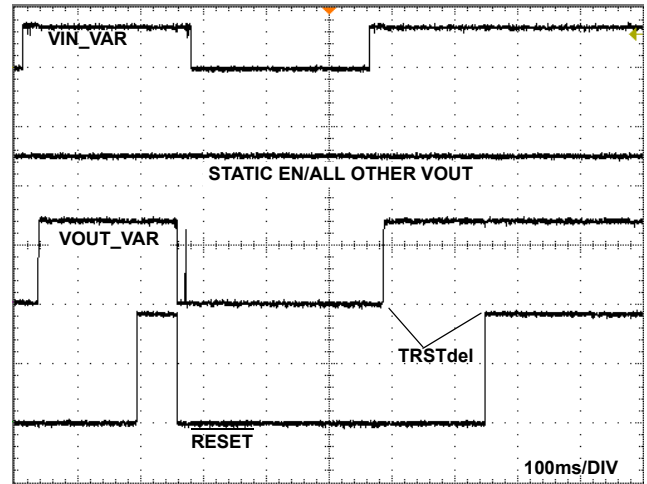 VIN_VAR
STATIC EN/ALL OTHER VOUT
VOUT_VAR
TRSTdel
RESET
100ms/DIV